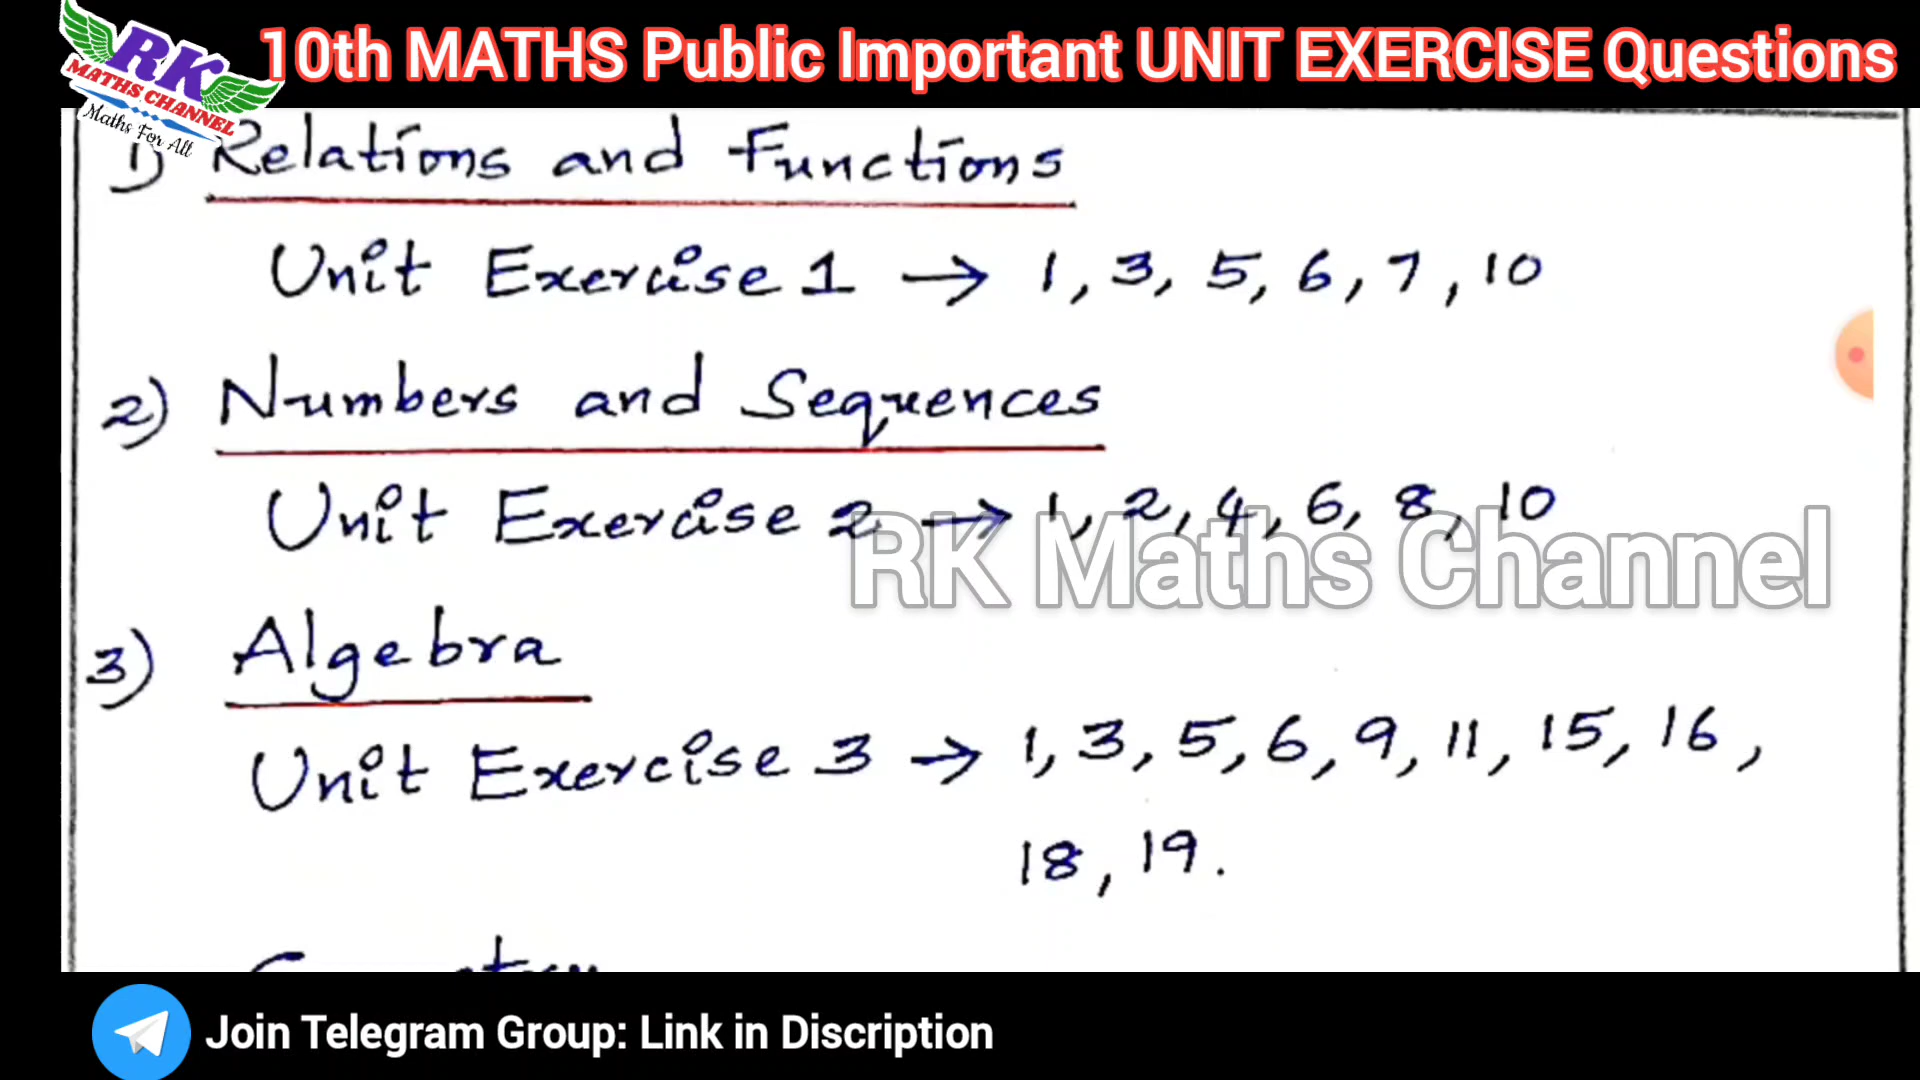 10th MATHS Public Important UNIT EXERCISE Questions
RK
MATHS CHANNEL
Maths For All
1) Relations and Functions
Unit Exercise 1 → 1, 3, 5, 6, 7, 10
2) Numbers and Sequences
Unit Exercise 2 → 1, 2, 4, 6, 8, 10
RK Maths Channel
3) Algebra
Unit Exercise 3 → 1, 3, 5, 6, 9, 11, 15, 16,
18, 19.
Join Telegram Group: Link in Discription